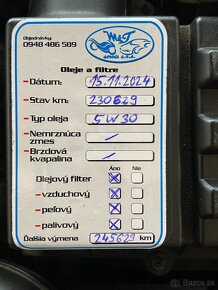 Objednávky:
0948 486 589
M&T
Oleje a filtre
- Dátum: 15.11.2024
- Stav km: 230629
- Typ oleja 5W30
- Nemrznúca zmes /
- Brzdová kvapalina /
Áno Nie
Olejový filter X
- vzduchový X
- peľový X
- palivový X
Ďalšia výmena 245629 km
Bazos.sk